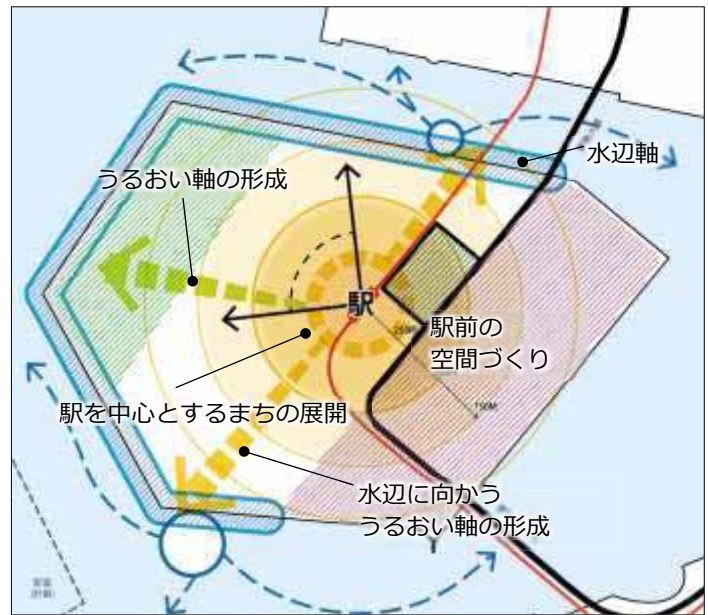 水辺軸
うるおい軸の形成
駅
駅前の
空間づくり
駅を中心とするまちの展開
水辺に向かう
うるおい軸の形成